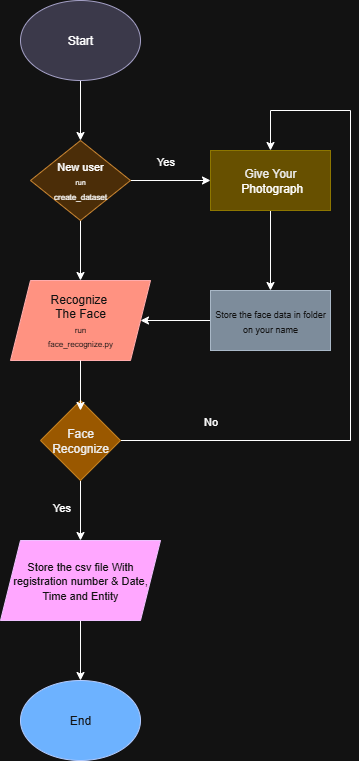 Start
New user
run
create_dataset
Yes
Give Your
Photograph
Recognize
The Face
run
face_recognize.py
Store the face data in folder
on your name
Face
Recognize
No
Yes
Store the csv file With
registration number & Date,
Time and Entity
End